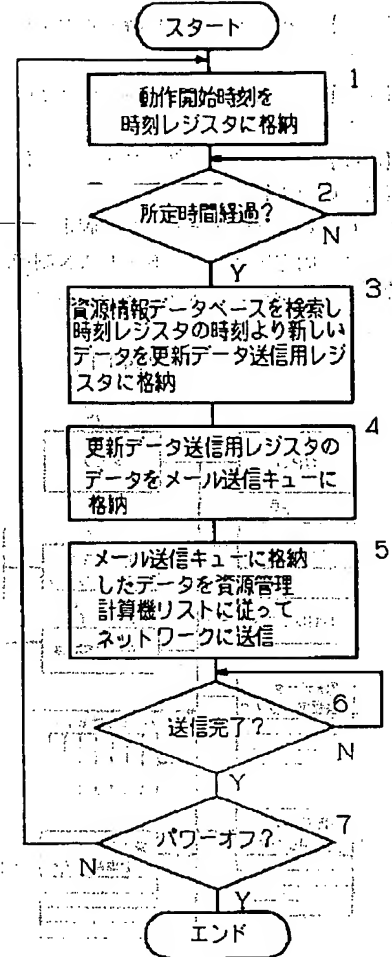 スタート
1
動作開始時刻を
時刻レジスタに格納
2
所定時間経過?
N
Y
3
資源情報データベースを検索し
時刻レジスタの時刻より新しい
データを更新データ送信用レジ
スタに格納
4
更新データ送信用レジスタの
データをメール送信キューに
格納
5
メール送信キューに格納
したデータを資源管理
計算機リストに従って
ネットワークに送信
6
送信完了?
N
Y
7
パワーオフ?
N
Y
エンド